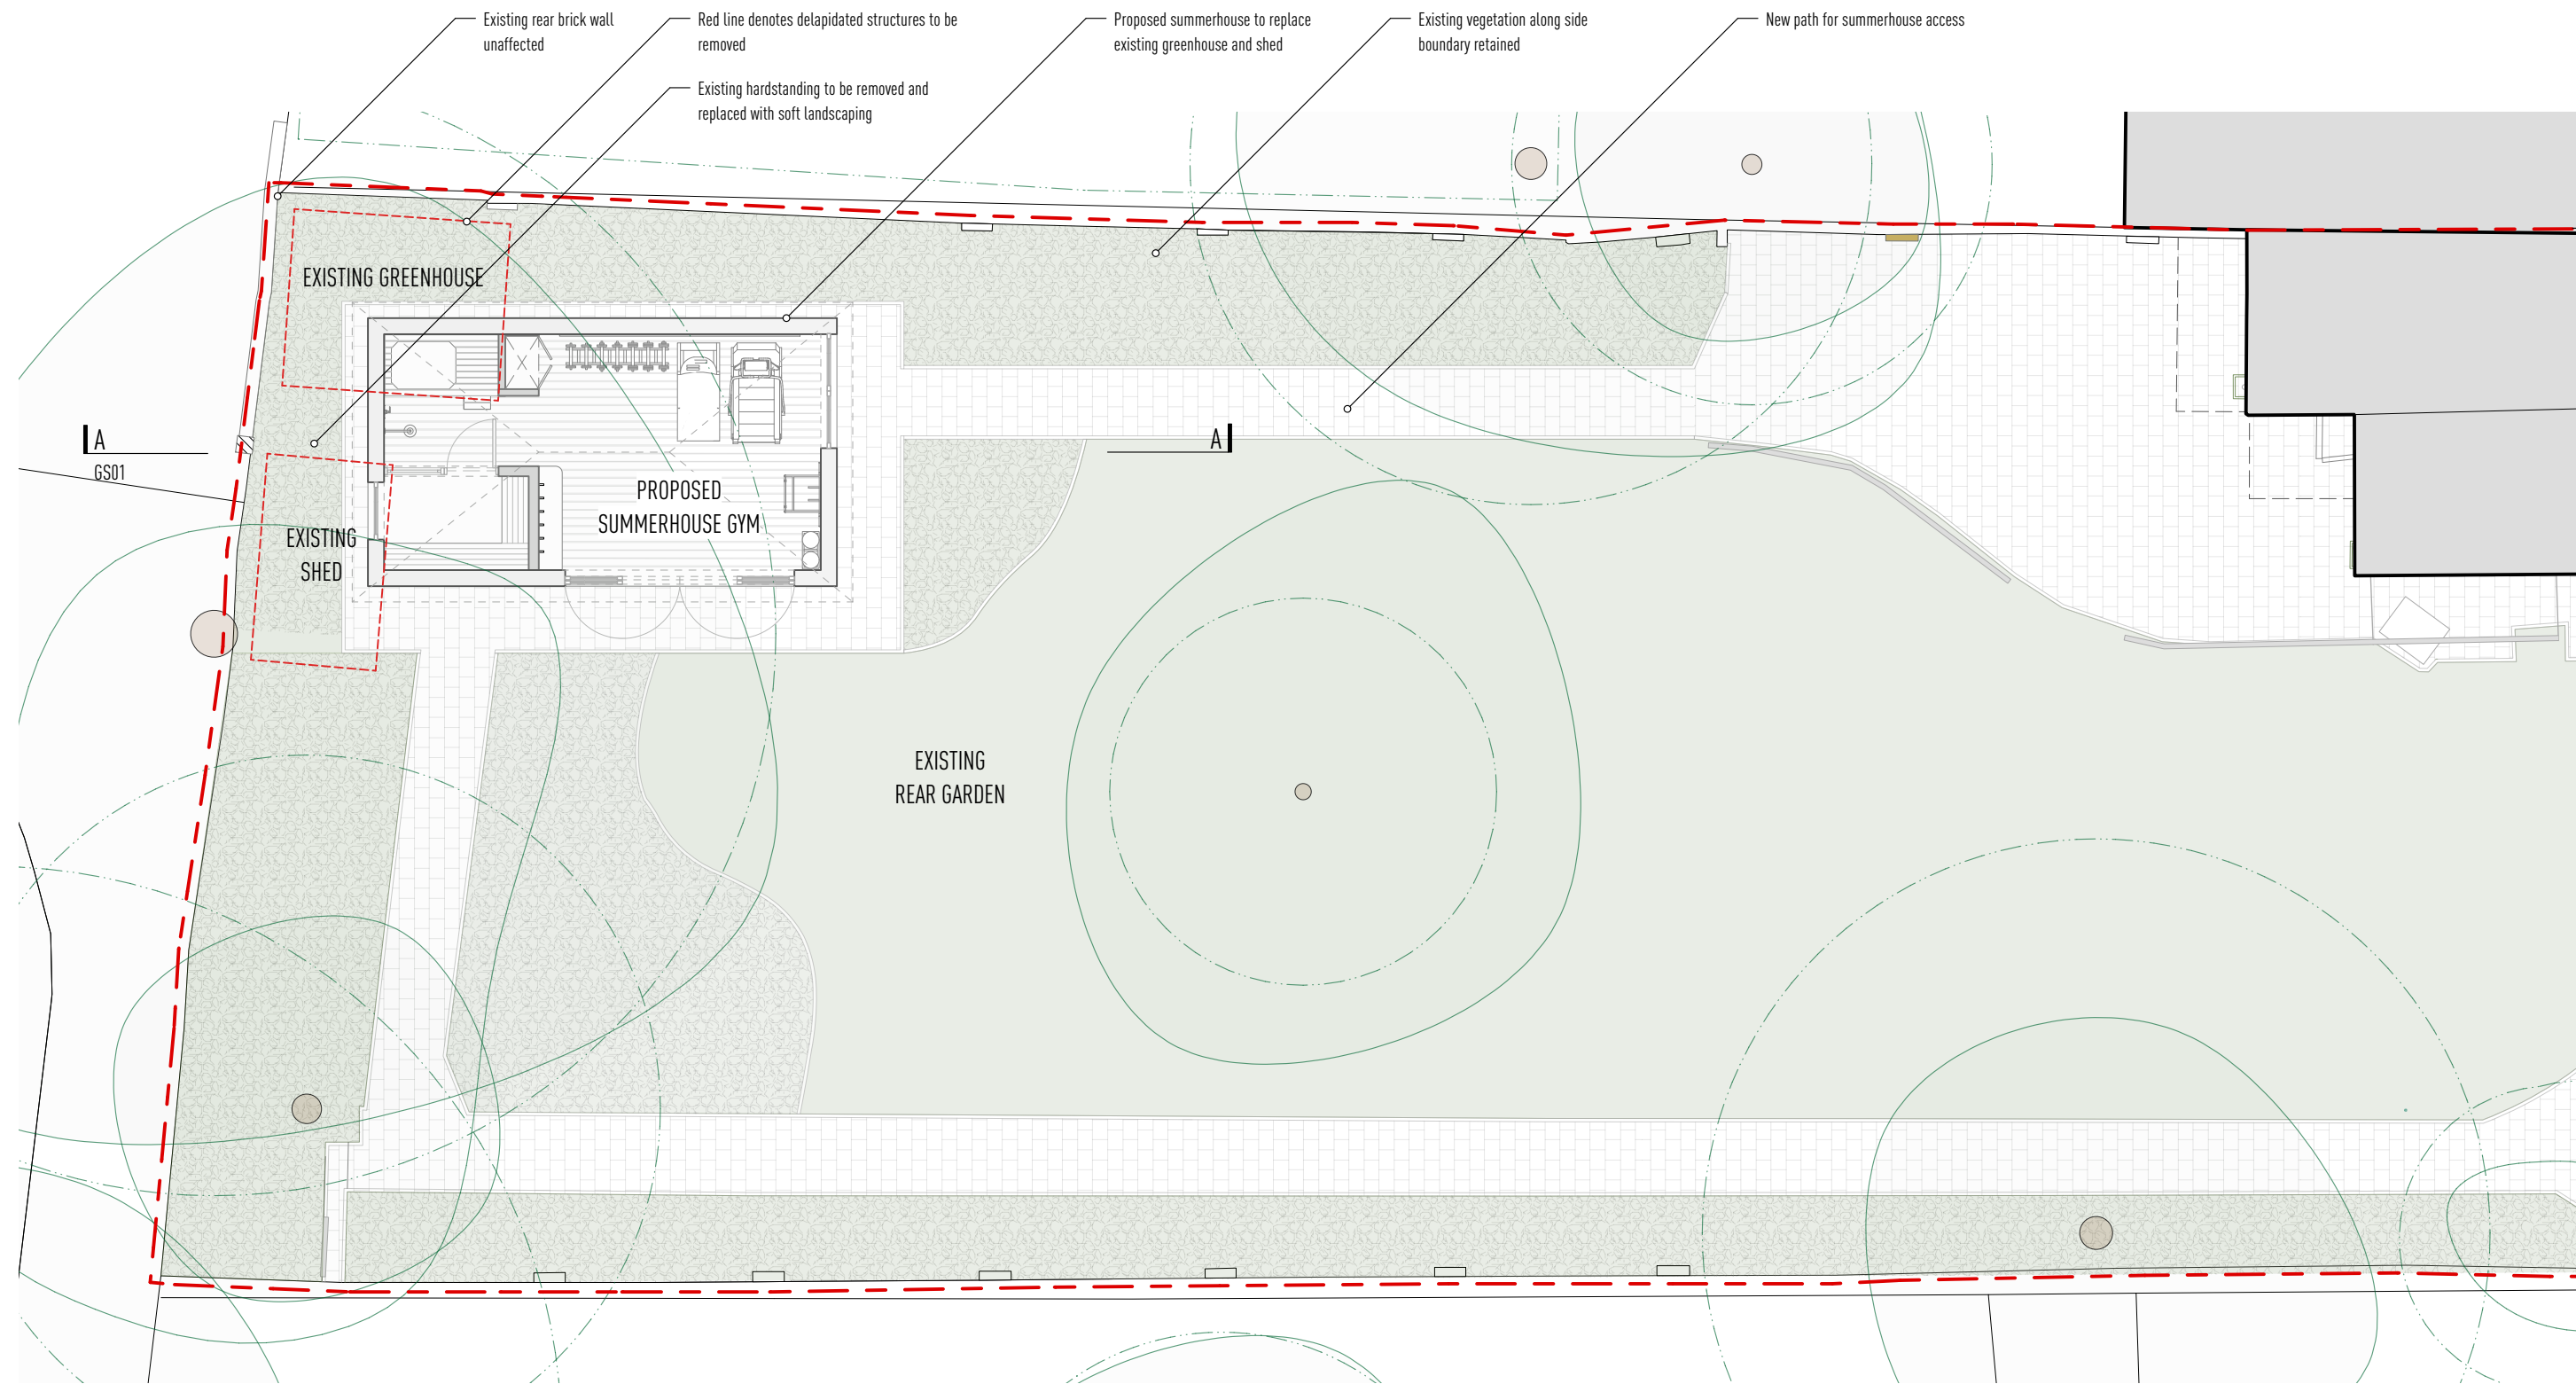 Existing rear brick wall
unaffected
Red line denotes delapidated structures to be
removed
Existing hardstanding to be removed and
replaced with soft landscaping
Proposed summerhouse to replace
existing greenhouse and shed
Existing vegetation along side
boundary retained
New path for summerhouse access
EXISTING GREENHOUSE
A
GS01
A
PROPOSED
SUMMERHOUSE GYM
EXISTING
SHED
EXISTING
REAR GARDEN